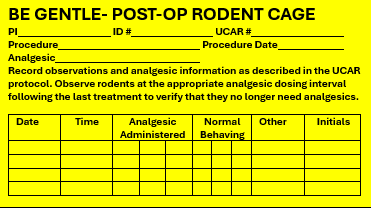 BE GENTLE- POST-OP RODENT CAGE
PI________________ ID #______________ UCAR #________________
Procedure________________________ Procedure Date____________
Analgesic________________________
Record observations and analgesic information as described in the UCAR
protocol. Observe rodents at the appropriate analgesic dosing interval
following the last treatment to verify that they no longer need analgesics.
Date Time Analgesic Normal Other Initials
Administered Behaving